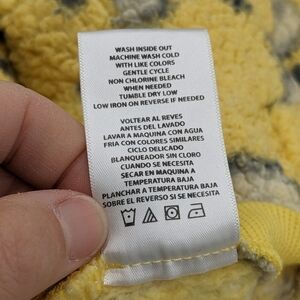 WASH INSIDE OUT
MACHINE WASH COLD
WITH LIKE COLORS
GENTLE CYCLE
NON CHLORINE BLEACH
WHEN NEEDED
TUMBLE DRY LOW
LOW IRON ON REVERSE IF NEEDED
VOLTEAR AL REVES
ANTES DEL LAVADO
LAVAR A MAQUINA CON AGUA
FRIA CON COLORES SIMILARES
CICLO DELICADO
BLANQUEADOR SIN CLORO
CUANDO SE NECESITA
SECAR EN MAQUINA A
TEMPERATURA BAJA
PLANCHAR A TEMPERATURA BAJA
SOBRE EL REVERSO SI SE NECESITA